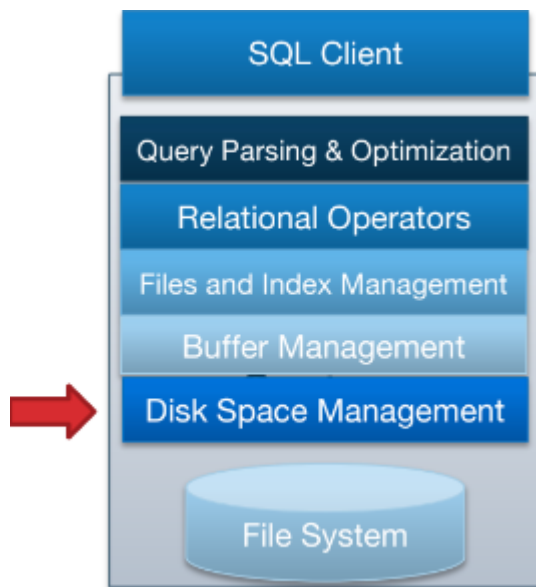 SQL Client
Query Parsing & Optimization
Relational Operators
Files and Index Management
Buffer Management
Disk Space Management
File System